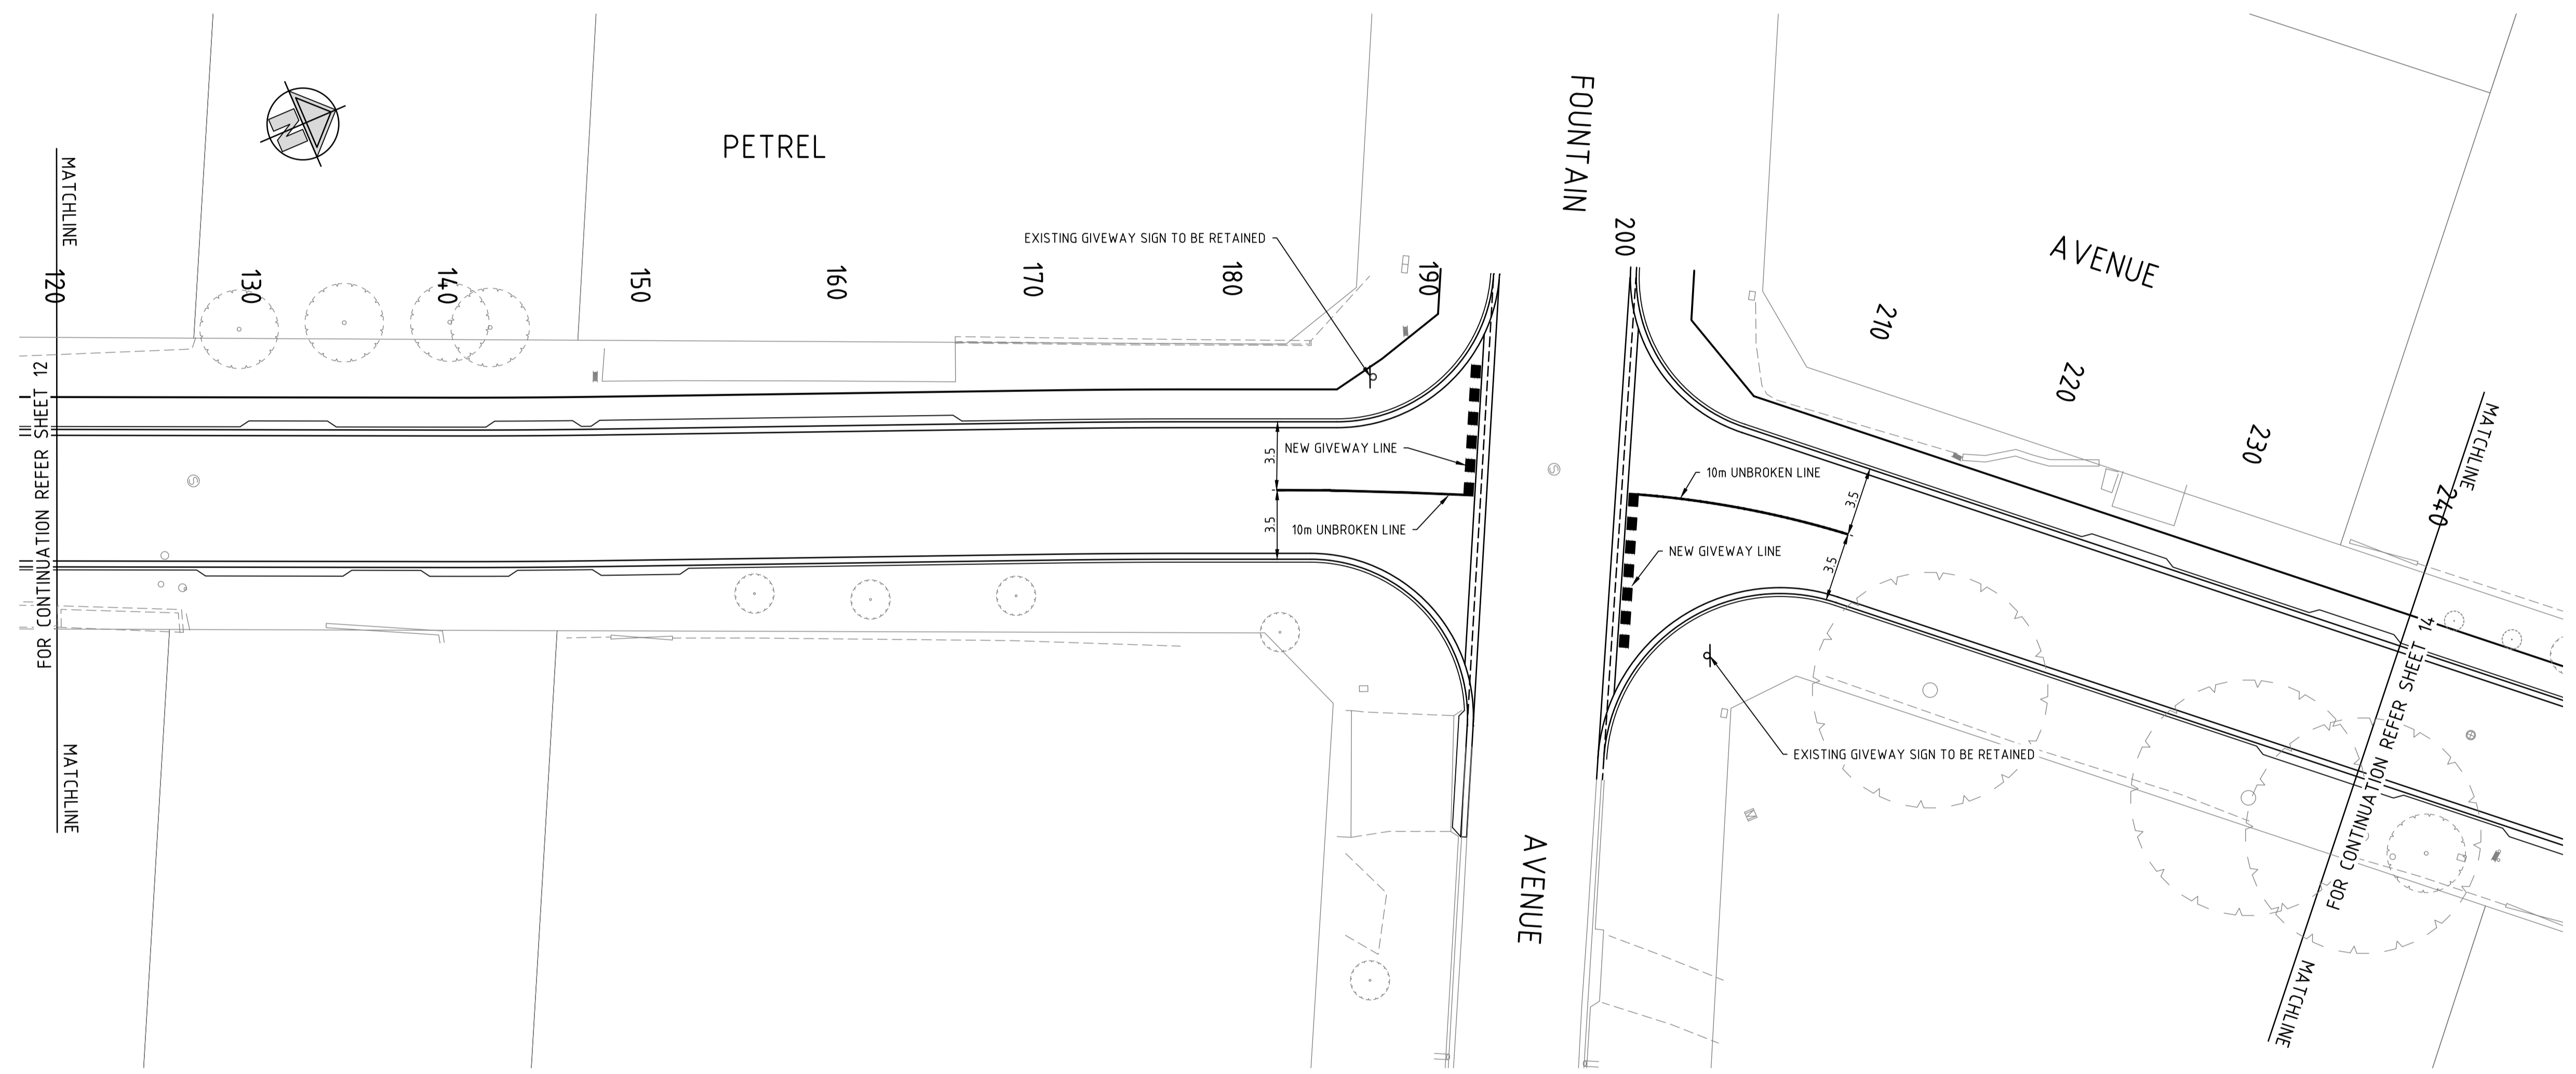 MATCHLINE
PETREL
FOUNTAIN
EXISTING GIVEWAY SIGN TO BE RETAINED
AVENUE
120
130
140
150
160
170
180
190
200
210
220
230
240
MATCHLINE
FOR CONTINUATION REFER SHEET 12
3.5
NEW GIVEWAY LINE
3.5
10m UNBROKEN LINE
10m UNBROKEN LINE
3.5
NEW GIVEWAY LINE
3.5
EXISTING GIVEWAY SIGN TO BE RETAINED
FOR CONTINUATION REFER SHEET 14
MATCHLINE
AVENUE
MATCHLINE
N
S
S